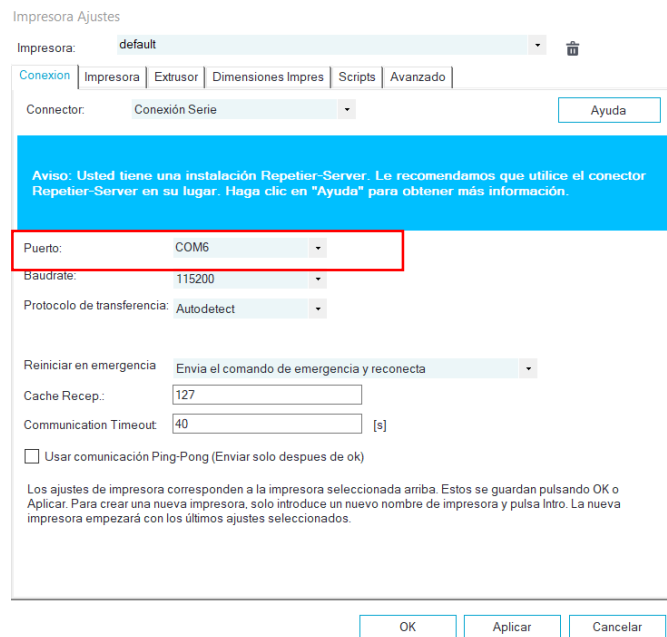 Impresora Ajustes
Impresora: default
Conexion Impresora Extrusor Dimensiones Impres Scripts Avanzado
Connector: Conexión Serie Ayuda
Aviso: Usted tiene una instalación Repetier-Server. Le recomendamos que utilice el conector
Repetier-Server en su lugar. Haga clic en "Ayuda" para obtener más información.
Puerto: COM6
Baudrate: 115200
Protocolo de transferencia: Autodetect
Reiniciar en emergencia Envia el comando de emergencia y reconecta
Cache Recep.: 127
Communication Timeout: 40 [s]
Usar comunicación Ping-Pong (Enviar solo despues de ok)
Los ajustes de impresora corresponden a la impresora seleccionada arriba. Estos se guardan pulsando OK o
Aplicar. Para crear una nueva impresora, solo introduce un nuevo nombre de impresora y pulsa Intro. La nueva
impresora empezará con los últimos ajustes seleccionados.
OK Aplicar Cancelar